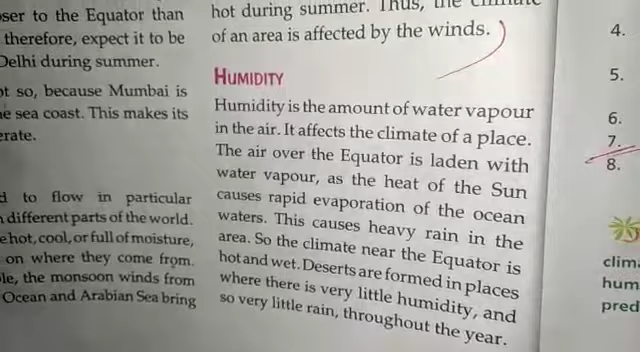 ser to the Equator than
therefore, expect it to be
Delhi during summer.
ot so, because Mumbai is
e sea coast. This makes its
erate.
d to flow in particular
different parts of the world.
e hot, cool, or full of moisture,
on where they come from.
le, the monsoon winds from
Ocean and Arabian Sea bring
hot during summer. Thus, the climate
of an area is affected by the winds.
HUMIDITY
Humidity is the amount of water vapour
in the air. It affects the climate of a place.
The air over the Equator is laden with
water vapour, as the heat of the Sun
causes rapid evaporation of the ocean
waters. This causes heavy rain in the
area. So the climate near the Equator is
hot and wet. Deserts are formed in places
where there is very little humidity, and
so very little rain, throughout the year.
4.
5.
6.
7.
8.
clim
hum
pred